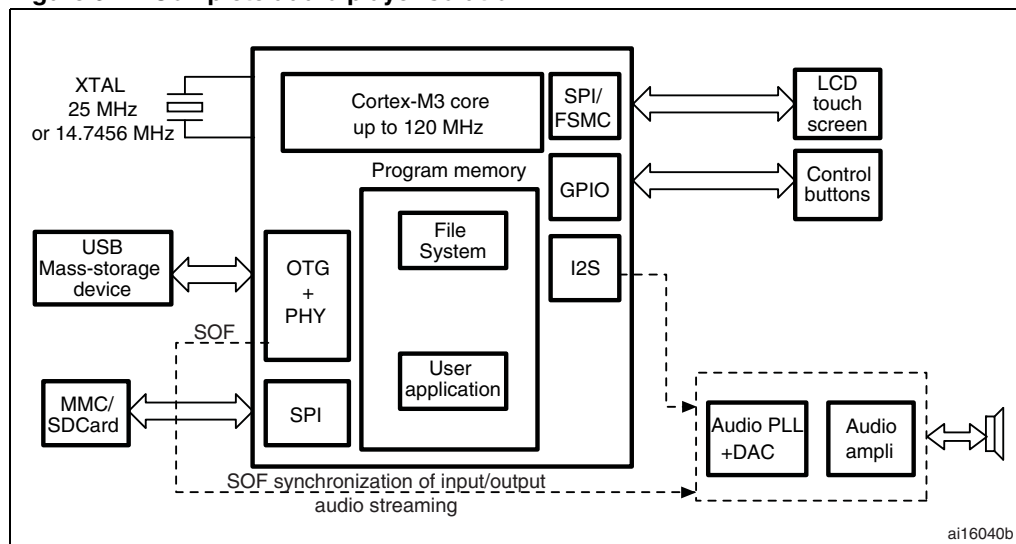 XTAL
25 MHz
or 14.7456 MHz
Cortex-M3 core
up to 120 MHz
SPI/
FSMC
LCD
touch
screen
Program memory
GPIO
Control
buttons
File
System
I2S
USB
Mass-storage
device
OTG
+
PHY
SOF
User
application
MMC/
SDCard
SPI
Audio PLL
+DAC
Audio
ampli
SOF synchronization of input/output
audio streaming
ai16040b